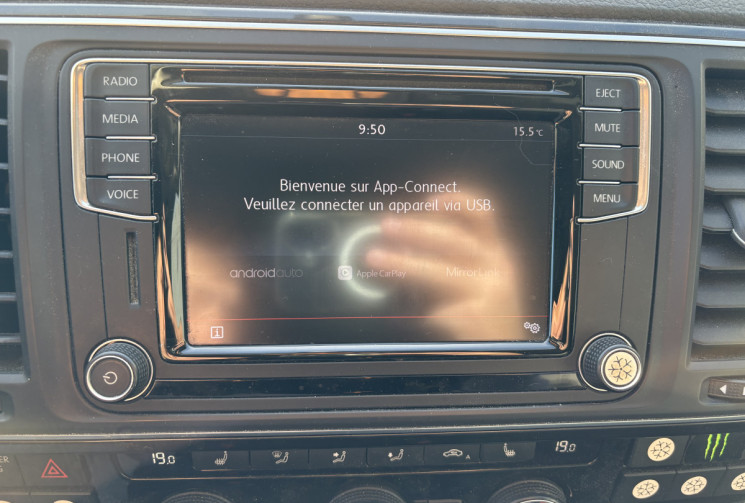 RADIO
EJECT
MEDIA
MUTE
PHONE
SOUND
VOICE
MENU
9:50
15.5°C
Bienvenue sur App-Connect.
Veuillez connecter un appareil via USB.
androidauto
Apple CarPlay
MirrorLink
i
19.0
A
19.0